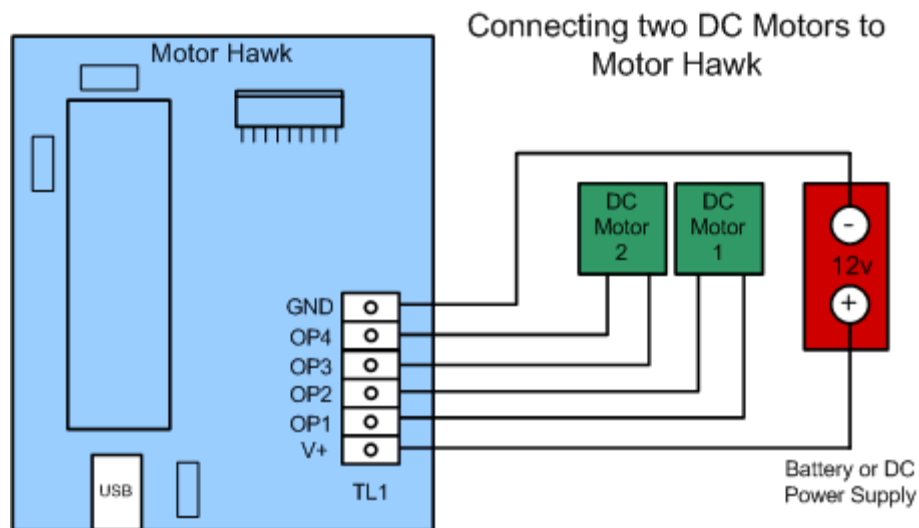 Connecting two DC Motors to
Motor Hawk
Motor Hawk
DC
Motor
2
DC
Motor
1
-
12v
+
GND
OP4
OP3
OP2
OP1
V+
TL1
USB
Battery or DC
Power Supply